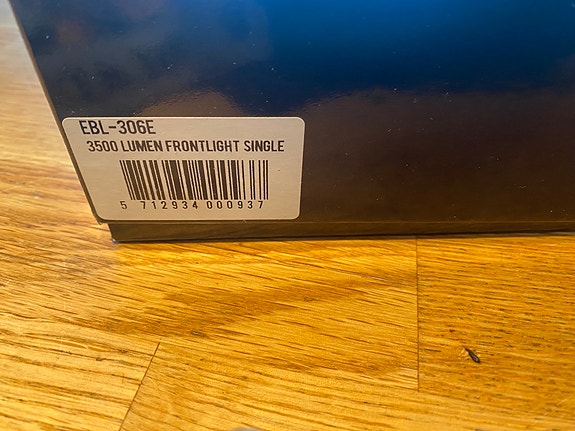 EBL-306E
3500 LUMEN FRONTLIGHT SINGLE
5 712934 000937